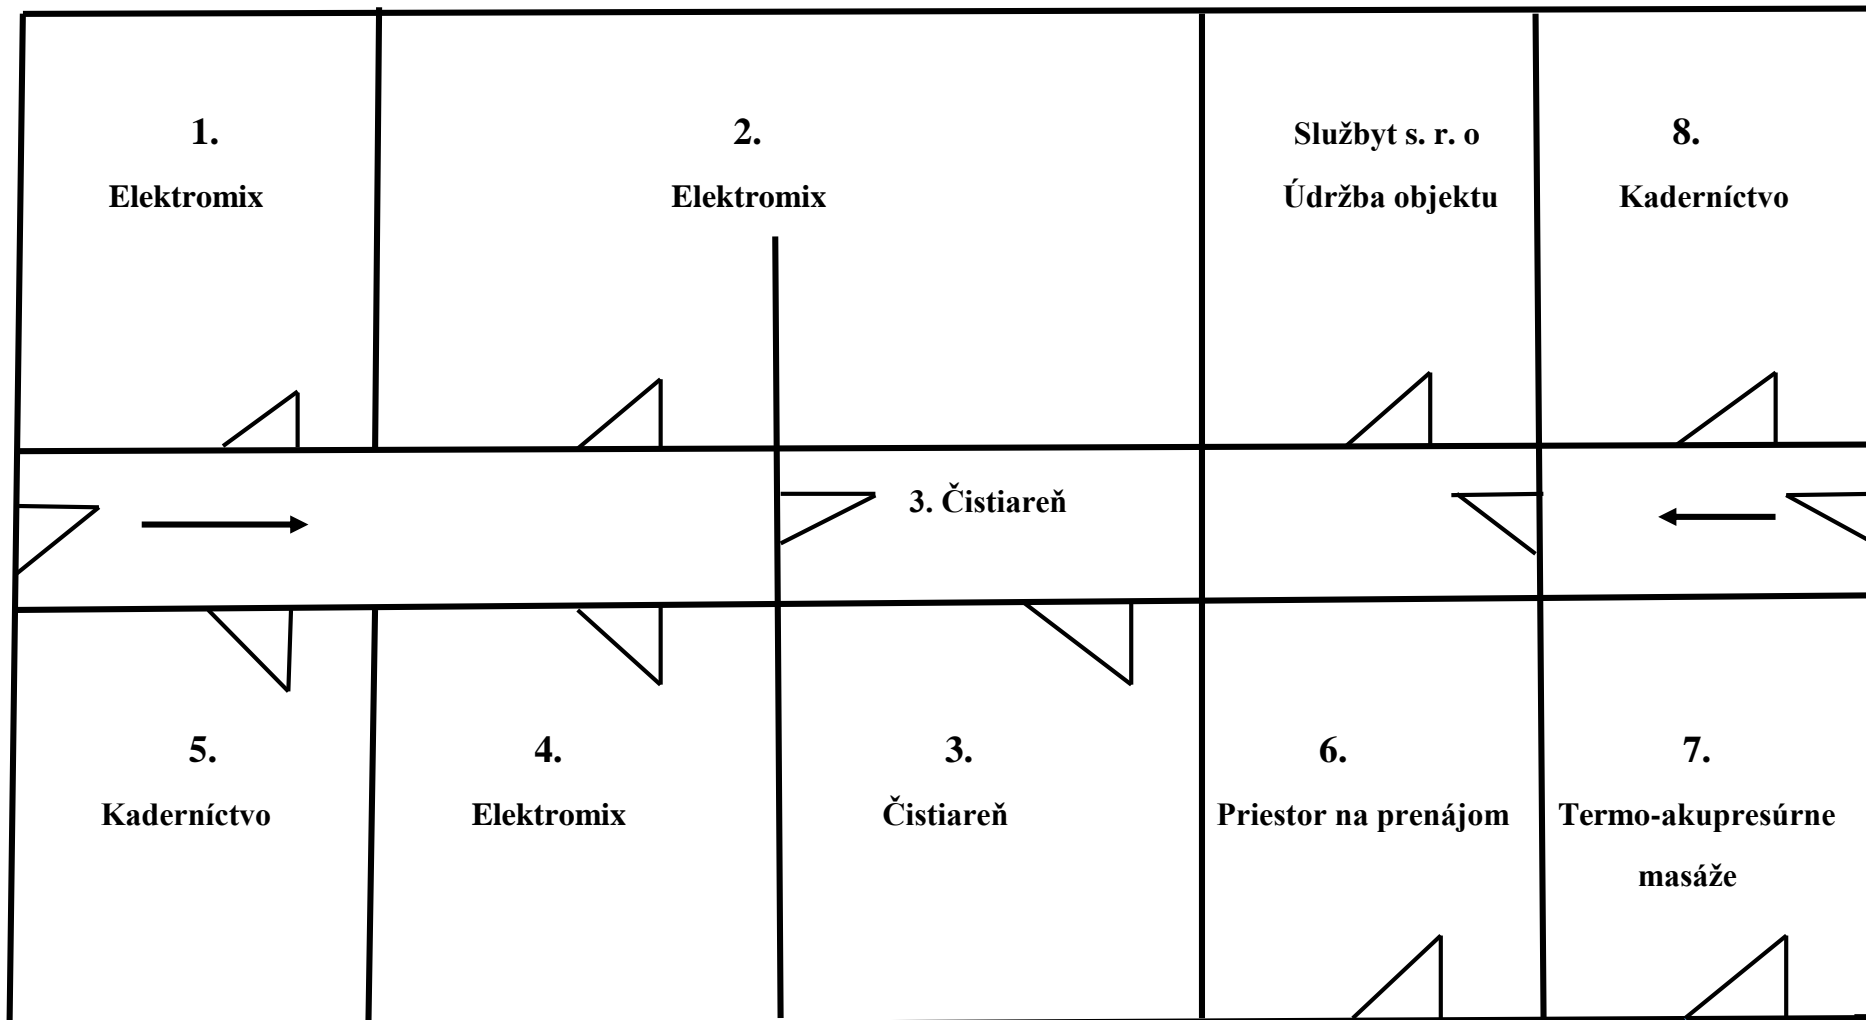 1.
Elektromix
2.
Elektromix
Službyt s. r. o
Údržba objektu
8.
Kaderníctvo
3. Čistiareň
5.
Kaderníctvo
4.
Elektromix
3.
Čistiareň
6.
Priestor na prenájom
7.
Termo-akupresúrne
masáže